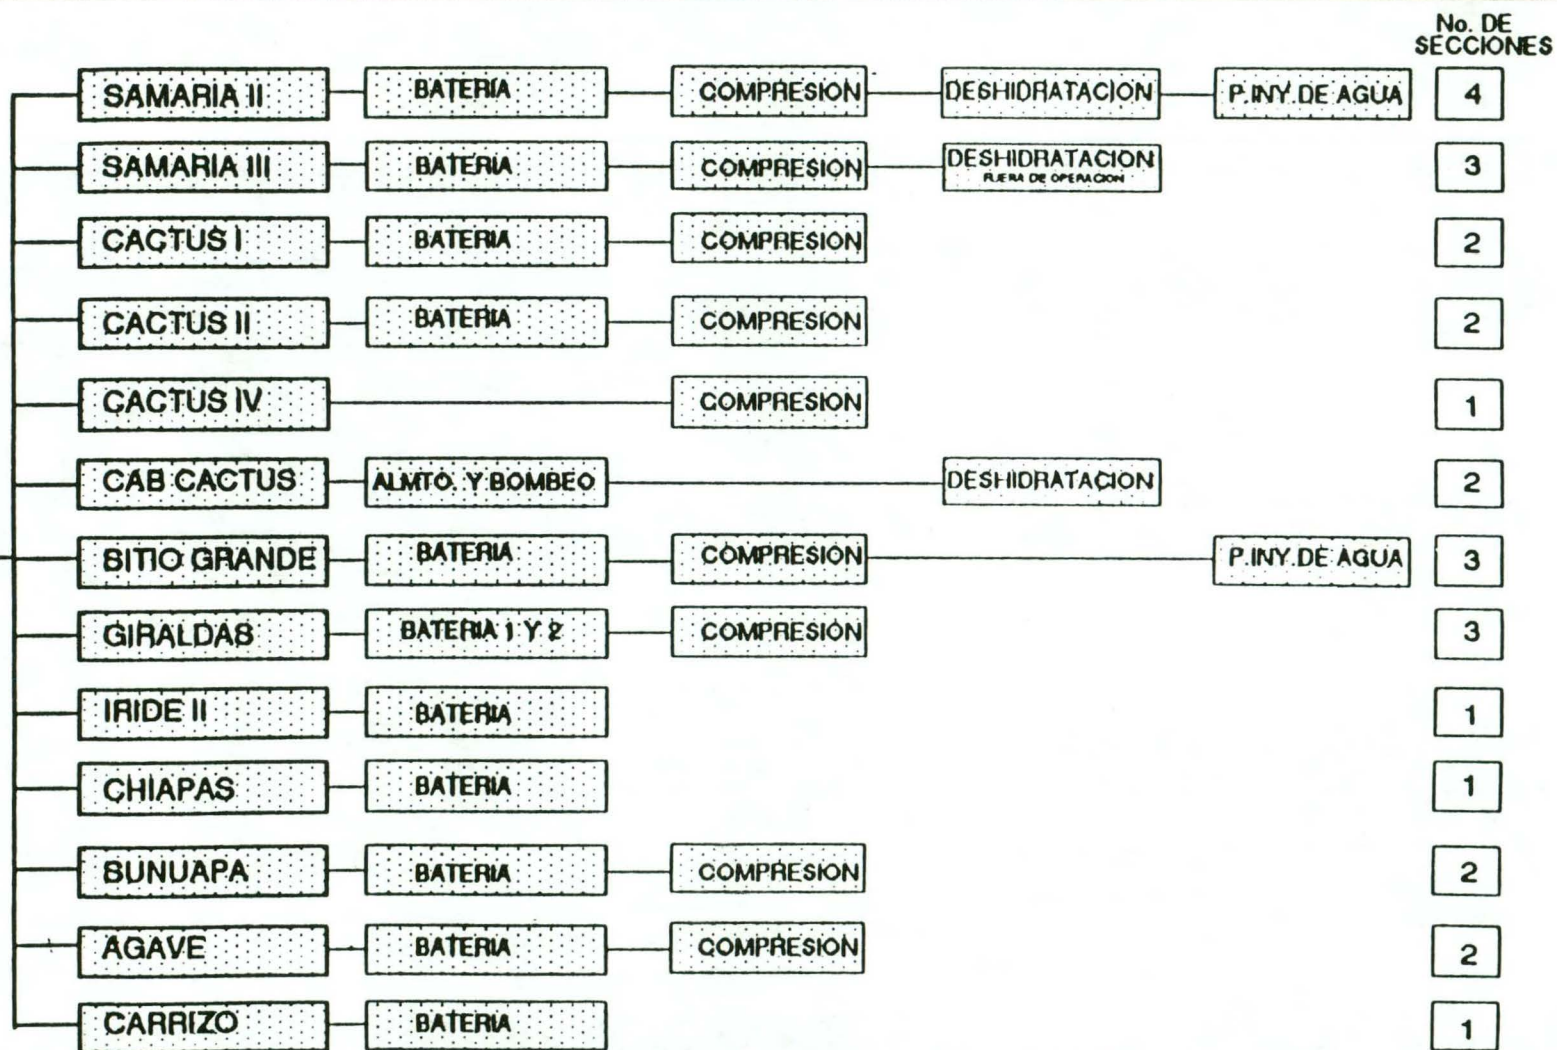 No. DE
SECCIONES
SAMARIA II BATERIA COMPRESION DESHIDRATACION P.INY.DE AGUA 4
SAMARIA III BATERIA COMPRESION DESHIDRATACION 3
FUERA DE OPERACION
CACTUS I BATERIA COMPRESION 2
CACTUS II BATERIA COMPRESION 2
CACTUS IV COMPRESION 1
CAB CACTUS ALMTO. Y BOMBEO DESHIDRATACION 2
SITIO GRANDE BATERIA COMPRESION P.INY.DE AGUA 3
GIRALDAS BATERIA 1 Y 2 COMPRESION 3
IRIDE II BATERIA 1
CHIAPAS BATERIA 1
SUNUAPA BATERIA COMPRESION 2
AGAVE BATERIA COMPRESION 2
CARRIZO BATERIA 1